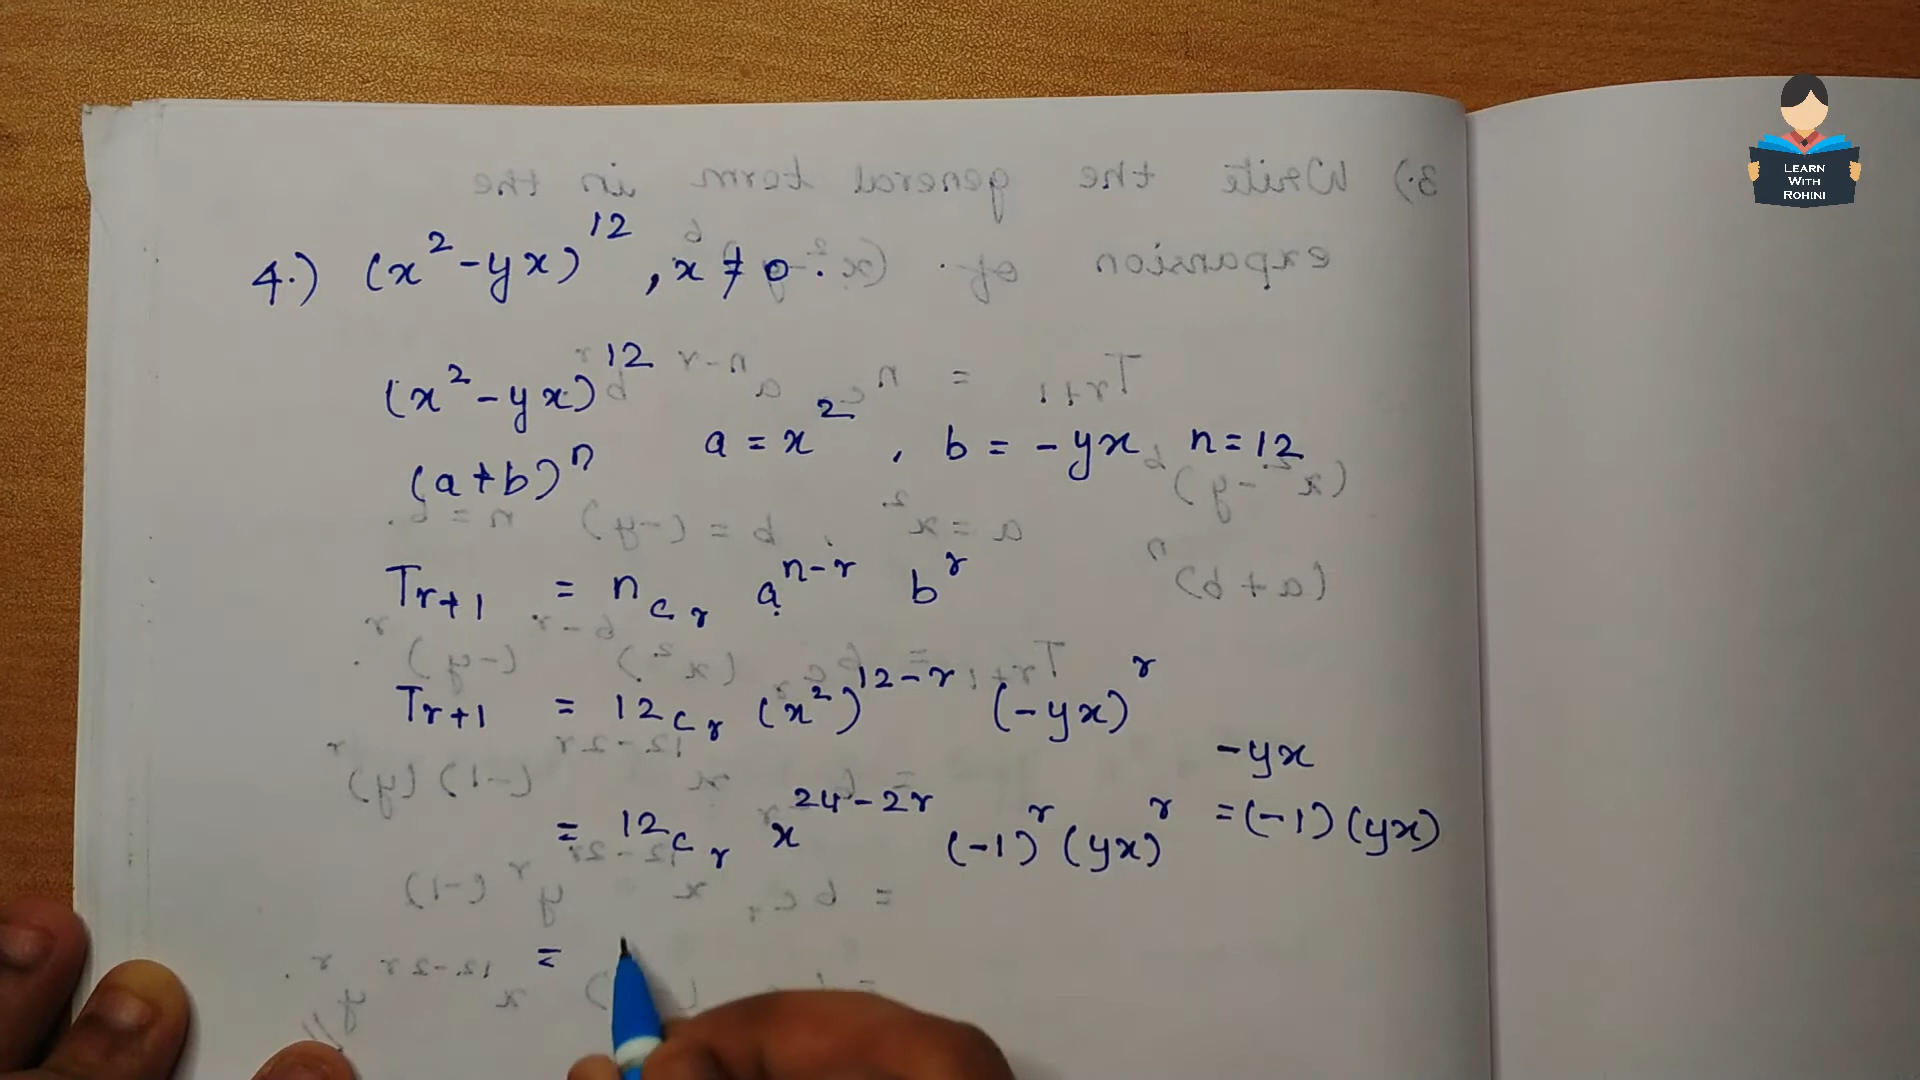 LEARN
WITH
ROHINI
4.) (x² - yx)¹² , x ≠ 0.
(x² - yx)¹²
(a + b)ⁿ a = x² , b = -yx n = 12
Tr+1 = ncr aⁿ⁻ʳ bʳ
Tr+1 = 12cr (x²)¹²⁻ʳ (-yx)ʳ
-yx
= 12cr x²⁴⁻²ʳ (-1)ʳ (yx)ʳ = (-1) (yx)
=